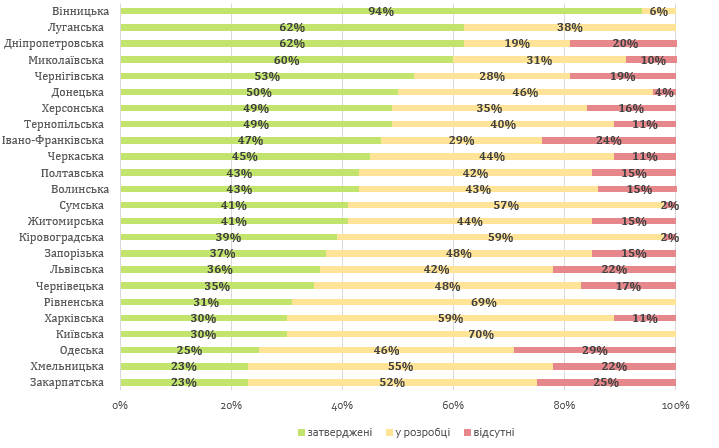 Вінницька 94% 6%
Луганська 62% 38%
Дніпропетровська 62% 19% 20%
Миколаївська 60% 31% 10%
Чернігівська 53% 28% 19%
Донецька 50% 46% 4%
Херсонська 49% 35% 16%
Тернопільська 49% 40% 11%
Івано-Франківська 47% 29% 24%
Черкаська 45% 44% 11%
Полтавська 43% 42% 15%
Волинська 43% 43% 15%
Сумська 41% 57% 2%
Житомирська 41% 44% 15%
Кіровоградська 39% 59% 2%
Запорізька 37% 48% 15%
Львівська 36% 42% 22%
Чернівецька 35% 48% 17%
Рівненська 31% 69%
Харківська 30% 59% 11%
Київська 30% 70%
Одеська 25% 46% 29%
Хмельницька 23% 55% 22%
Закарпатська 23% 52% 25%
0% 20% 40% 60% 80% 100%
затверджені у розробці відсутні